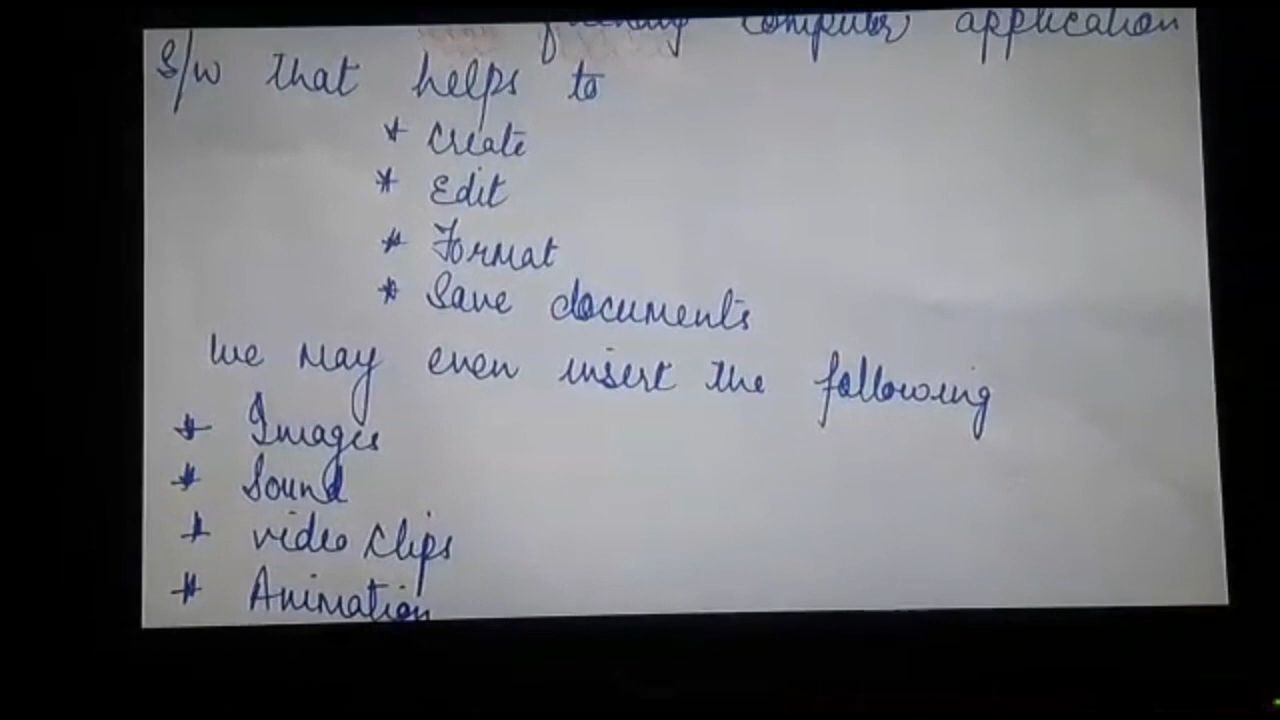 computer application
S/w that helps to
* Create
* Edit
* Format
* Save documents
We may even insert the following
* Images
* Sound
* video clips
* Animation